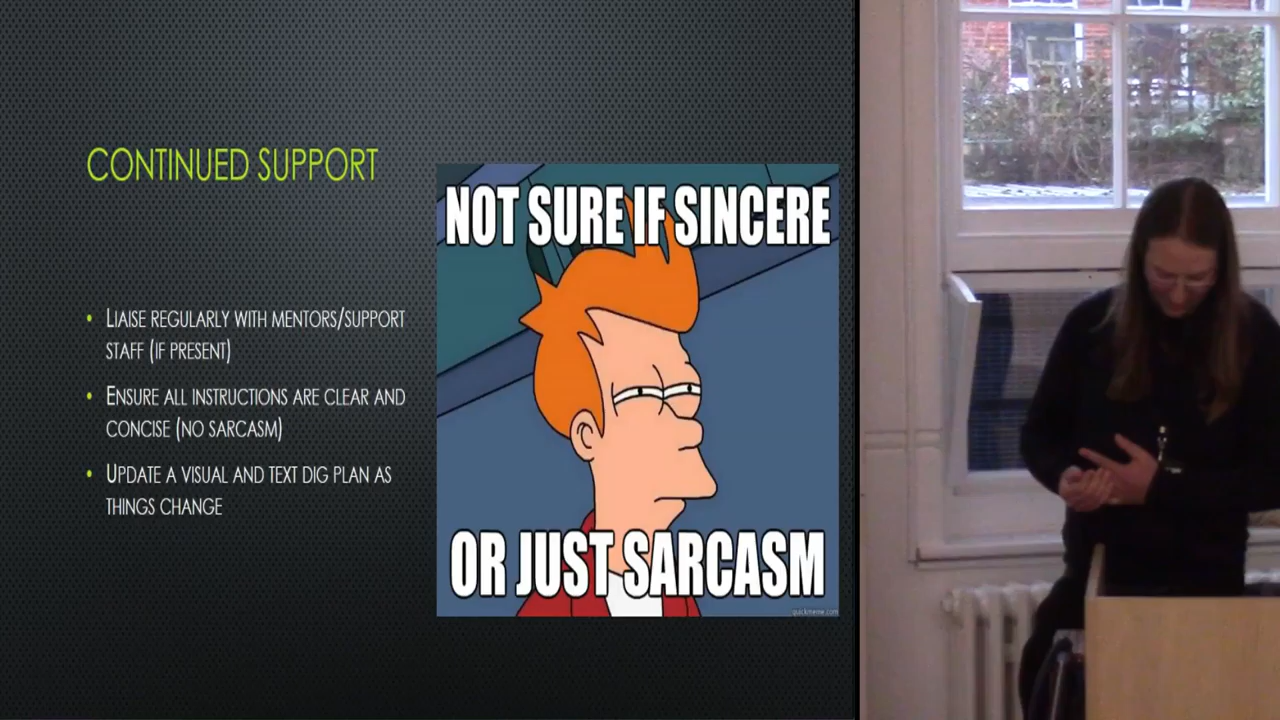 CONTINUED SUPPORT
LIAISE REGULARLY WITH MENTORS/SUPPORT
STAFF (IF PRESENT)
ENSURE ALL INSTRUCTIONS ARE CLEAR AND
CONCISE (NO SARCASM)
UPDATE A VISUAL AND TEXT DIG PLAN AS
THINGS CHANGE
NOT SURE IF SINCERE
OR JUST SARCASM
quickmeme.com